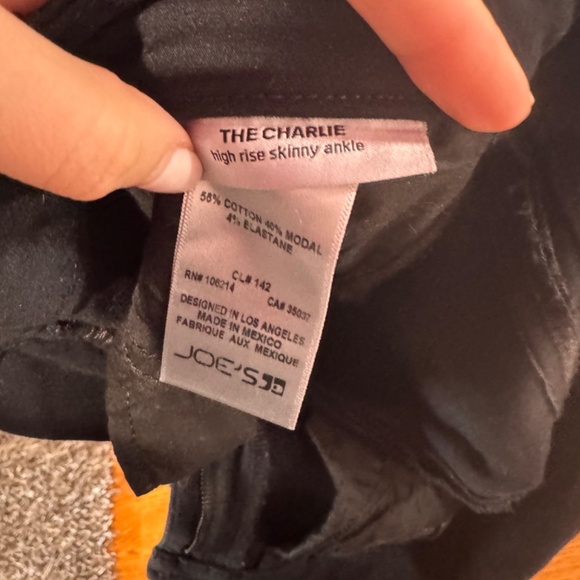 THE CHARLIE
high rise skinny ankle
56% COTTON 40% MODAL
4% ELASTANE
CL# 142
RN# 106214 CA# 35037
DESIGNED IN LOS ANGELES
MADE IN MEXICO
FABRIQUE AUX MEXIQUE
JOE'S